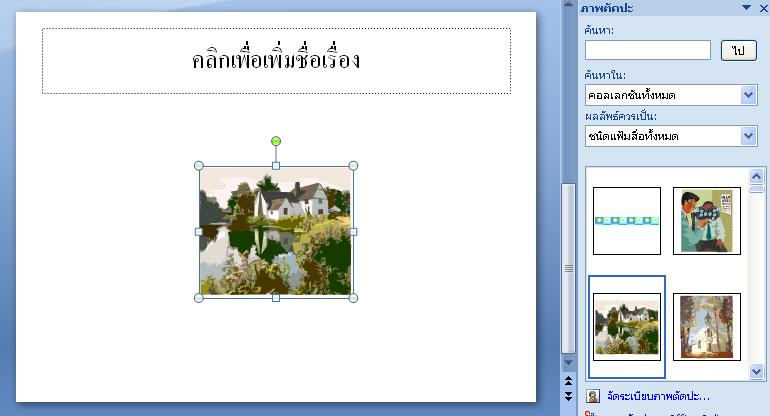 คลิกเพื่อเพิ่มชื่อเรื่อง
ภาพตัดปะ
ค้นหา:
ไป
ค้นหาใน:
คอลเลกชันทั้งหมด
ผลลัพธ์ควรเป็น:
ชนิดแฟ้มสื่อทั้งหมด
จัดระเบียบภาพตัดปะ...